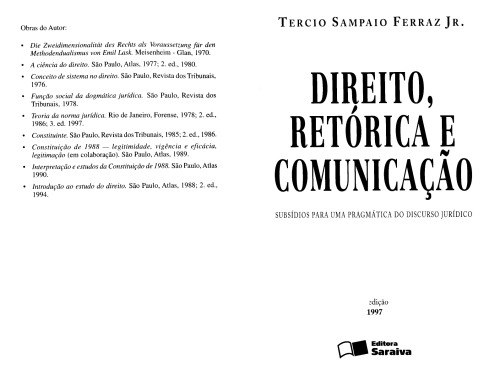 Obras do Autor:
• Die Zweidimensionalität des Rechts als Voraussetzung für den
Methodendualismus von Emil Lask. Meisenheim - Glan, 1970.
• A ciência do direito. São Paulo, Atlas, 1977; 2. ed., 1980.
• Conceito de sistema no direito. São Paulo, Revista dos Tribunais,
1976.
• Função social da dogmática jurídica. São Paulo, Revista dos
Tribunais, 1978.
• Teoria da norma jurídica. Rio de Janeiro, Forense, 1978; 2. ed.,
1986; 3. ed. 1997.
• Constituinte. São Paulo, Revista dos Tribunais, 1985; 2. ed., 1986.
• Constituição de 1988 — legitimidade, vigência e eficácia,
legitimação (em colaboração). São Paulo, Atlas, 1989.
• Interpretação e estudos da Constituição de 1988. São Paulo, Atlas
1990.
• Introdução ao estudo do direito. São Paulo, Atlas, 1988; 2. ed.,
1994.
TERCIO SAMPAIO FERRAZ JR.
DIREITO,
RETÓRICA E
COMUNICAÇÃO
SUBSÍDIOS PARA UMA PRAGMÁTICA DO DISCURSO JURÍDICO
edição
1997
Editora
Saraiva